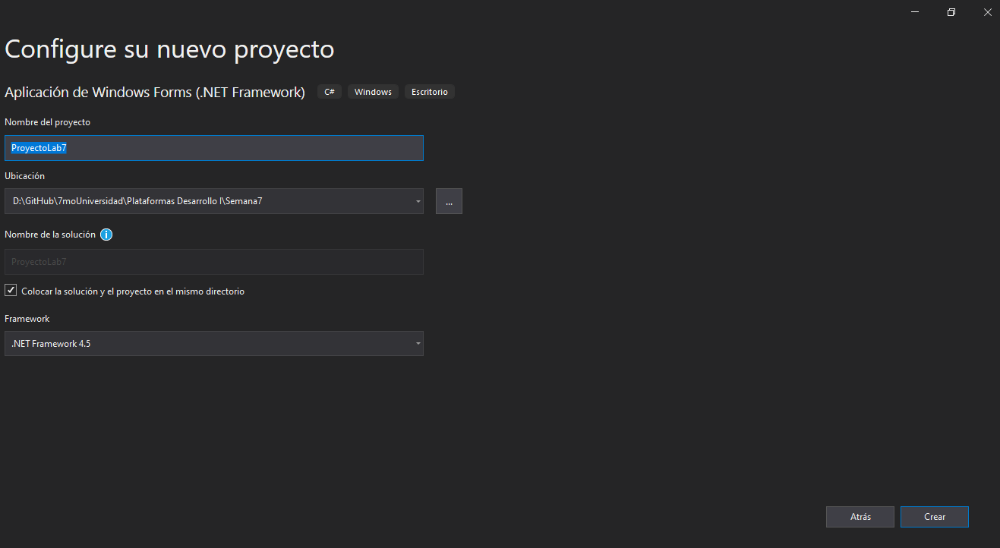 Configure su nuevo proyecto
Aplicación de Windows Forms (.NET Framework) C# Windows Escritorio
Nombre del proyecto
ProyectoLab7
Ubicación
D:\GitHub\7moUniversidad\Plataformas Desarrollo I\Semana7
...
Nombre de la solución
ProyectoLab7
Colocar la solución y el proyecto en el mismo directorio
Framework
.NET Framework 4.5
Atrás Crear